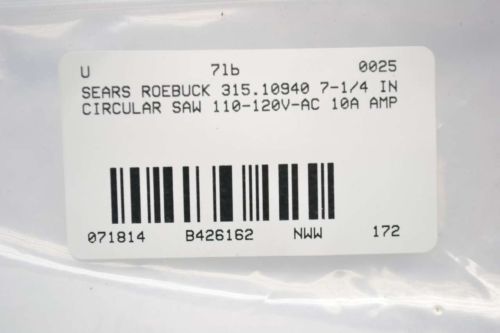 U 7lb 0025
SEARS ROEBUCK 315.10940 7-1/4 IN
CIRCULAR SAW 110-120V-AC 10A AMP
071814 B426162 NWW 172